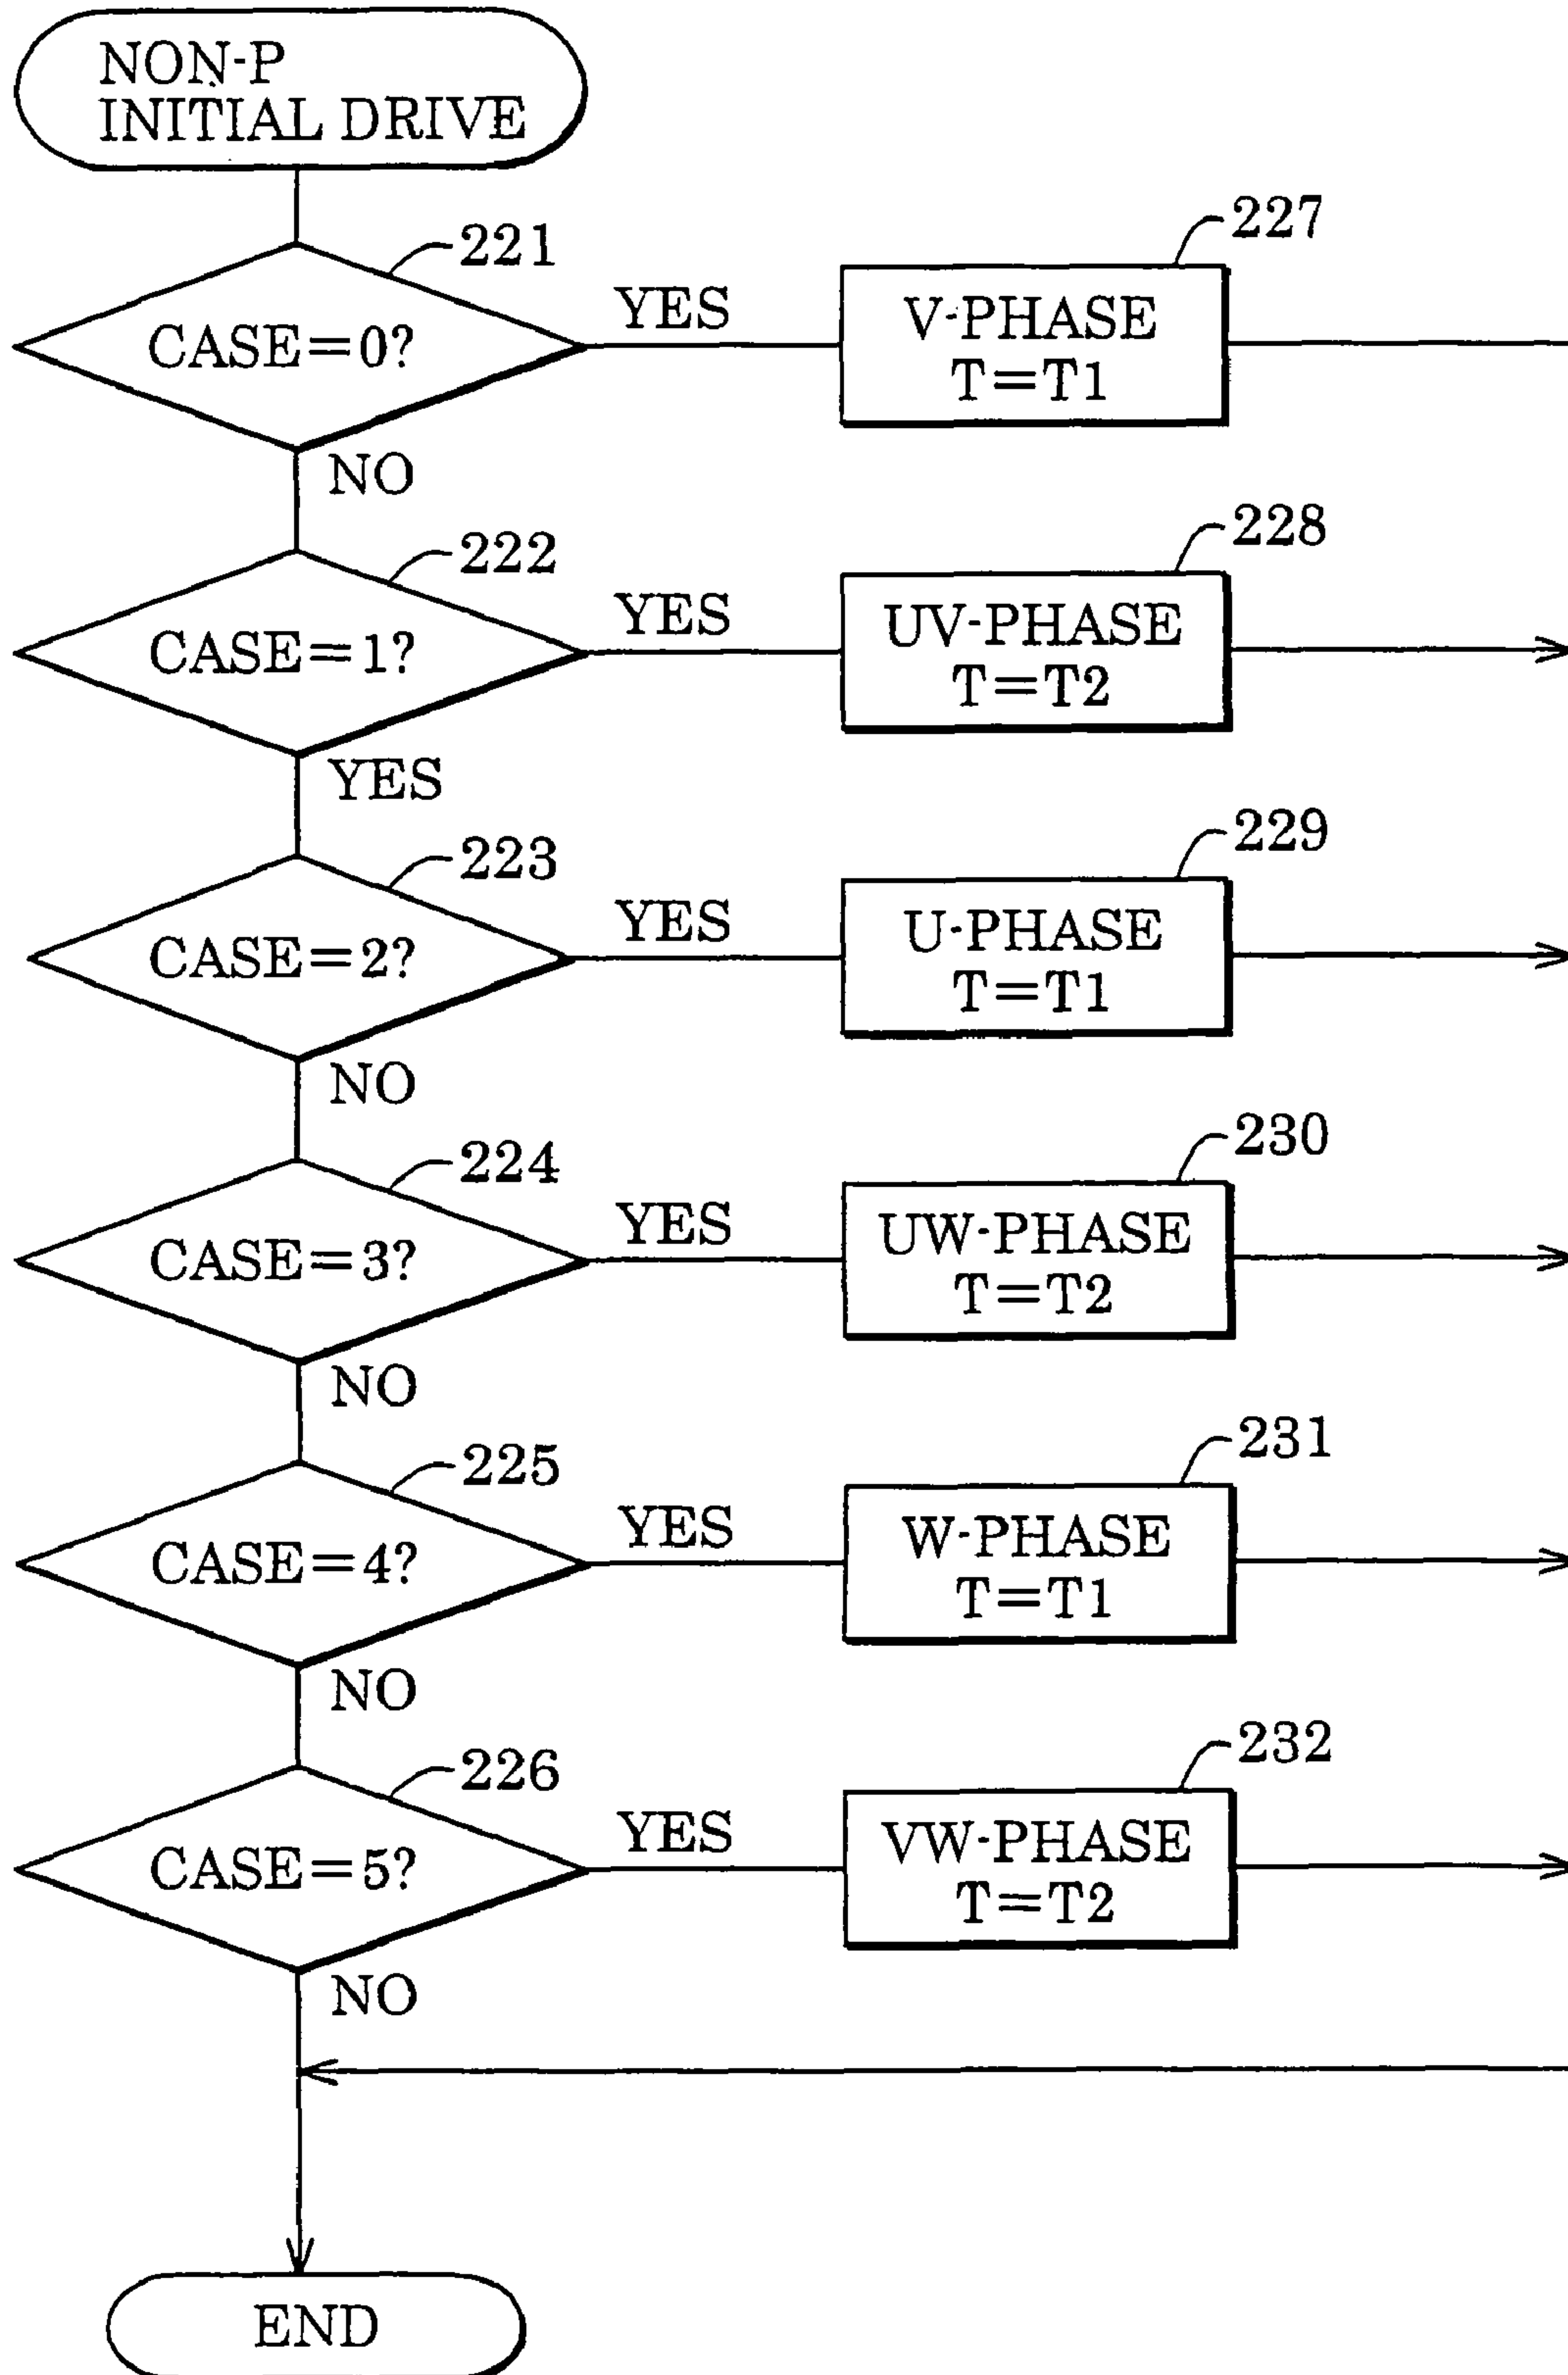 NON-P
INITIAL DRIVE
221
CASE=0?
YES
227
V-PHASE
T=T1
NO
222
CASE=1?
YES
228
UV-PHASE
T=T2
YES
223
CASE=2?
YES
229
U-PHASE
T=T1
NO
224
CASE=3?
YES
230
UW-PHASE
T=T2
NO
225
CASE=4?
YES
231
W-PHASE
T=T1
NO
226
CASE=5?
YES
232
VW-PHASE
T=T2
NO
END